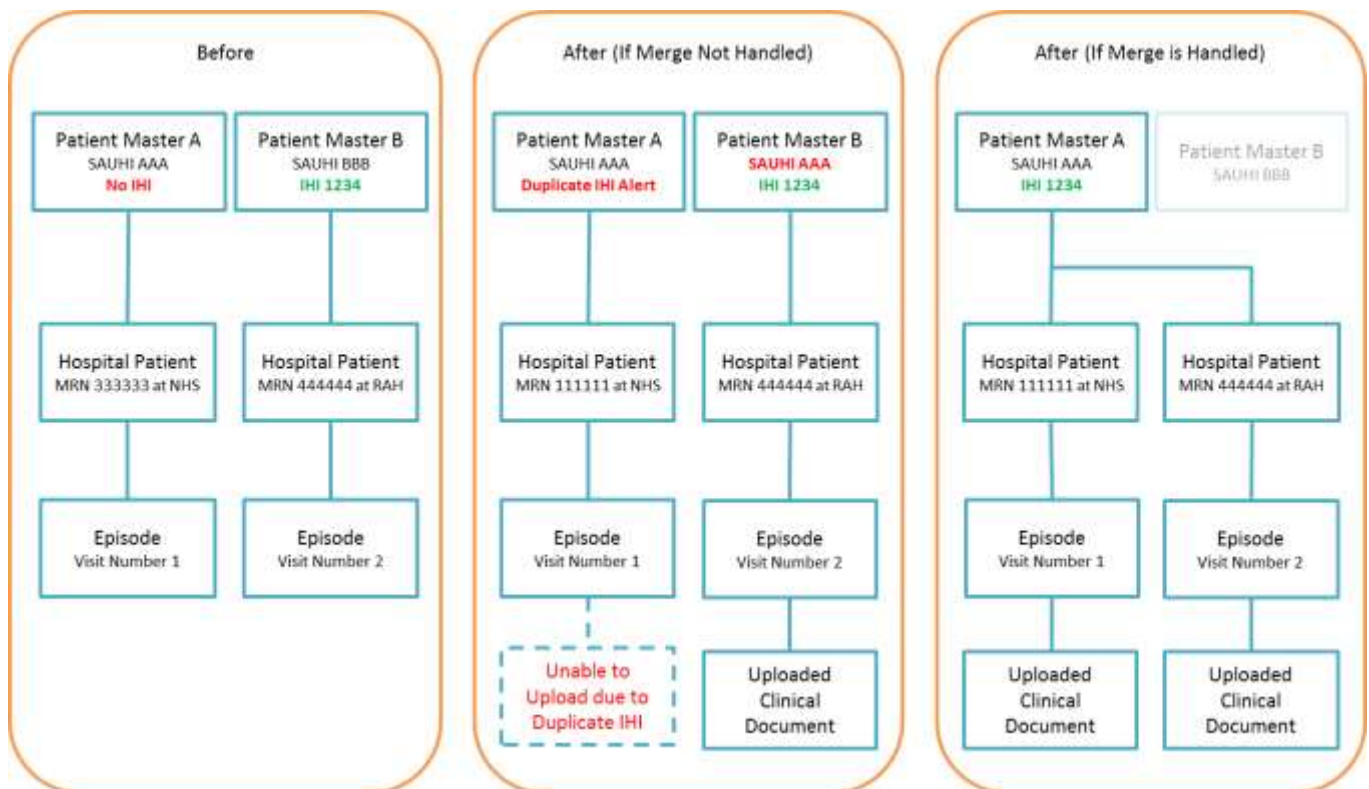 Before
Patient Master A
SAUHI AAA
No IHI
Patient Master B
SAUHI BBB
IHI 1234
Hospital Patient
MRN 333333 at NHS
Hospital Patient
MRN 444444 at RAH
Episode
Visit Number 1
Episode
Visit Number 2
After (If Merge Not Handled)
Patient Master A
SAUHI AAA
Duplicate IHI Alert
Patient Master B
SAUHI AAA
IHI 1234
Hospital Patient
MRN 111111 at NHS
Hospital Patient
MRN 444444 at RAH
Episode
Visit Number 1
Episode
Visit Number 2
Unable to
Upload due to
Duplicate IHI
Uploaded
Clinical
Document
After (If Merge is Handled)
Patient Master A
SAUHI AAA
IHI 1234
Patient Master B
SAUHI BBB
Hospital Patient
MRN 111111 at NHS
Hospital Patient
MRN 444444 at RAH
Episode
Visit Number 1
Episode
Visit Number 2
Uploaded
Clinical
Document
Uploaded
Clinical
Document